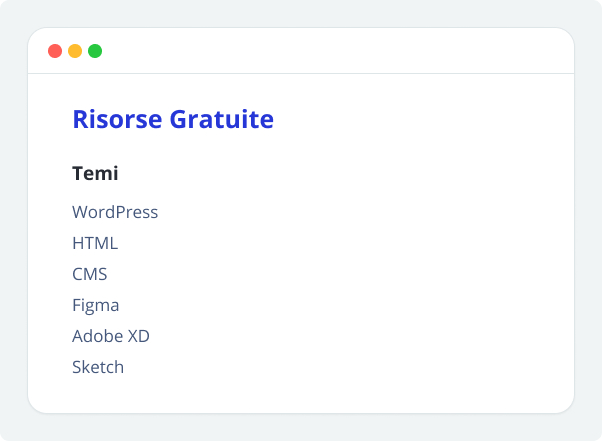 Risorse Gratuite
Temi
WordPress
HTML
CMS
Figma
Adobe XD
Sketch